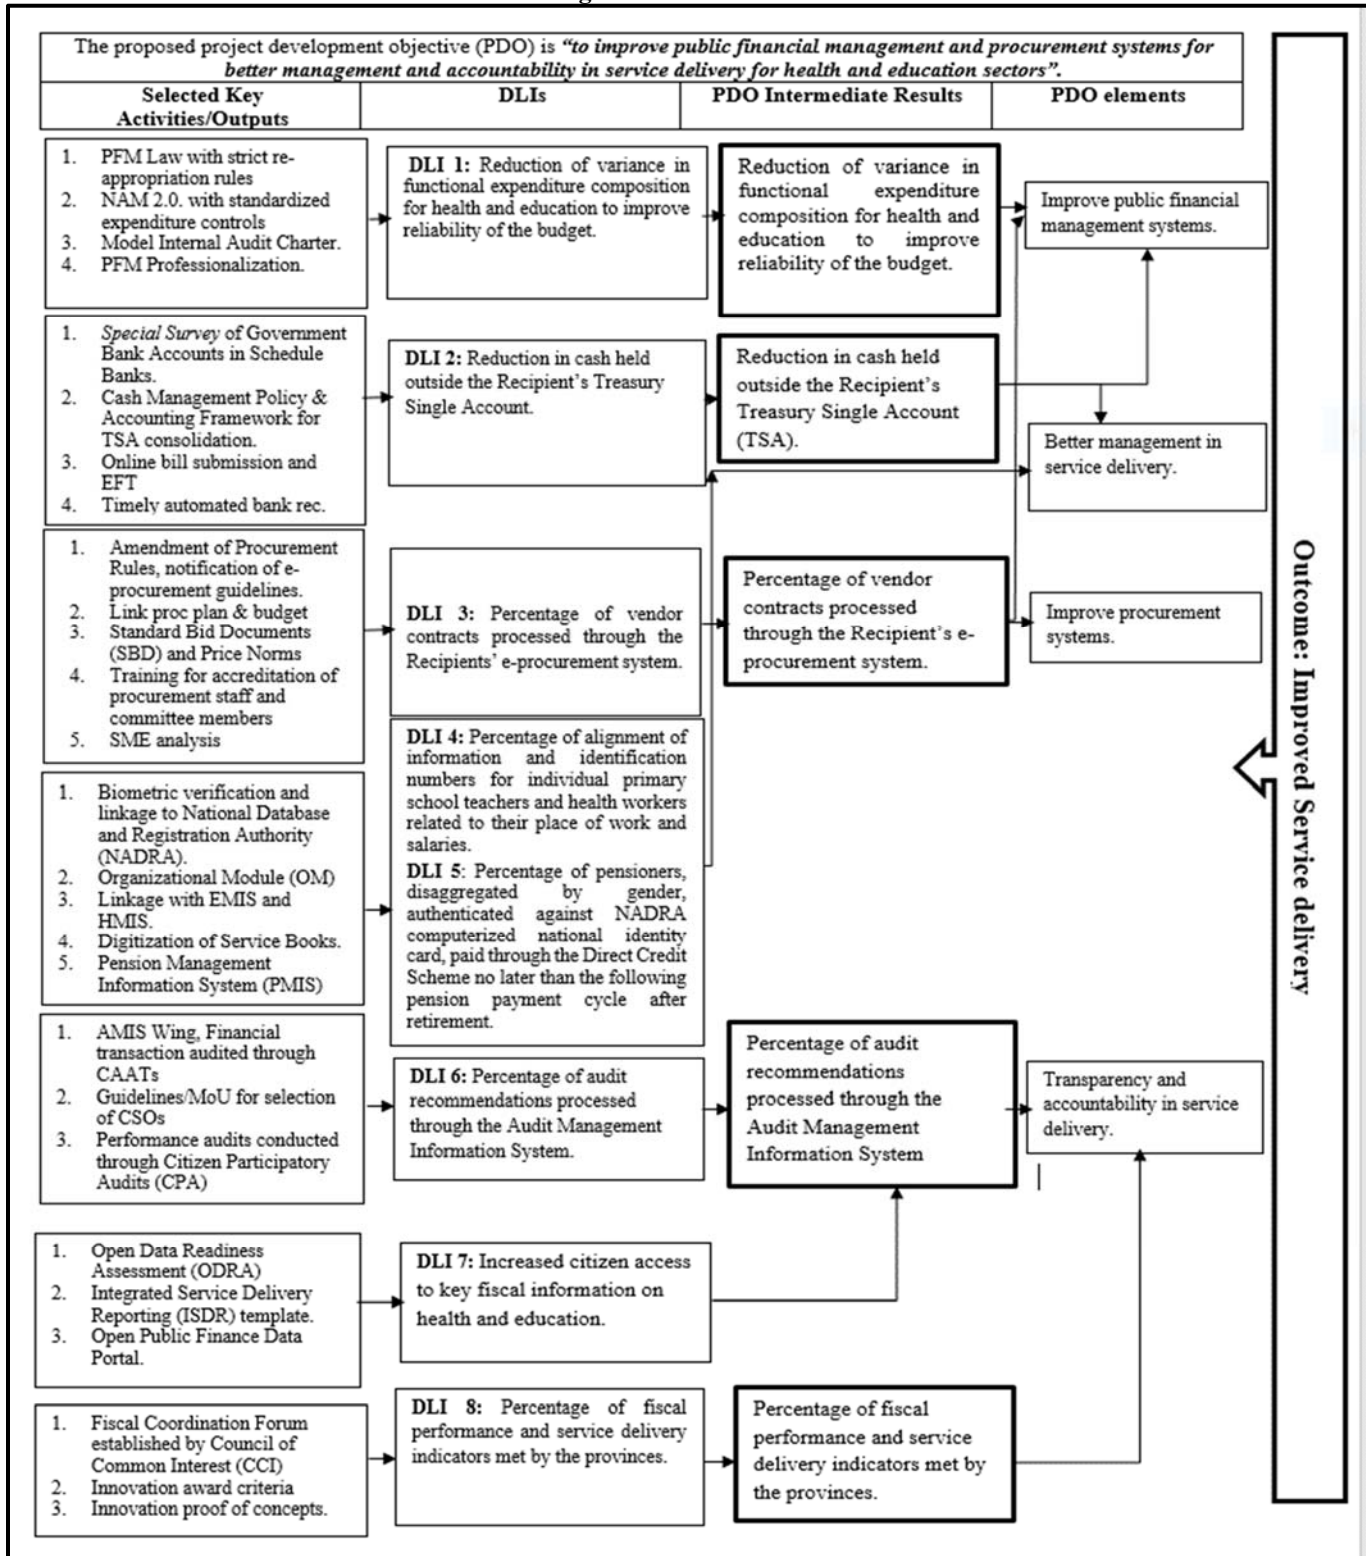 The proposed project development objective (PDO) is “to improve public financial management and procurement systems for
better management and accountability in service delivery for health and education sectors”.
Selected Key
Activities/Outputs
DLIs
PDO Intermediate Results
PDO elements
1. PFM Law with strict re-
appropriation rules
2. NAM 2.0. with standardized
expenditure controls
3. Model Internal Audit Charter.
4. PFM Professionalization.
DLI 1: Reduction of variance in
functional expenditure composition
for health and education to improve
reliability of the budget.
Reduction of variance in
functional expenditure
composition for health and
education to improve
reliability of the budget.
Improve public financial
management systems.
1. Special Survey of Government
Bank Accounts in Schedule
Banks.
2. Cash Management Policy &
Accounting Framework for
TSA consolidation.
3. Online bill submission and
EFT
4. Timely automated bank rec.
DLI 2: Reduction in cash held
outside the Recipient’s Treasury
Single Account.
Reduction in cash held
outside the Recipient’s
Treasury Single Account
(TSA).
Better management in
service delivery.
1. Amendment of Procurement
Rules, notification of e-
procurement guidelines.
2. Link proc plan & budget
3. Standard Bid Documents
(SBD) and Price Norms
4. Training for accreditation of
procurement staff and
committee members
5. SME analysis
DLI 3: Percentage of vendor
contracts processed through the
Recipients’ e-procurement system.
Percentage of vendor
contracts processed
through the Recipient’s e-
procurement system.
Improve procurement
systems.
1. Biometric verification and
linkage to National Database
and Registration Authority
(NADRA).
2. Organizational Module (OM)
3. Linkage with EMIS and
HMIS.
4. Digitization of Service Books.
5. Pension Management
Information System (PMIS)
DLI 4: Percentage of alignment of
information and identification
numbers for individual primary
school teachers and health workers
related to their place of work and
salaries.
DLI 5: Percentage of pensioners,
disaggregated by gender,
authenticated against NADRA
computerized national identity
card, paid through the Direct Credit
Scheme no later than the following
pension payment cycle after
retirement.
1. AMIS Wing, Financial
transaction audited through
CAATs
2. Guidelines/MoU for selection
of CSOs
3. Performance audits conducted
through Citizen Participatory
Audits (CPA)
DLI 6: Percentage of audit
recommendations processed
through the Audit Management
Information System.
Percentage of audit
recommendations
processed through the
Audit Management
Information System
Transparency and
accountability in service
delivery.
1. Open Data Readiness
Assessment (ODRA)
2. Integrated Service Delivery
Reporting (ISDR) template.
3. Open Public Finance Data
Portal.
DLI 7: Increased citizen access
to key fiscal information on
health and education.
1. Fiscal Coordination Forum
established by Council of
Common Interest (CCI)
2. Innovation award criteria
3. Innovation proof of concepts.
DLI 8: Percentage of fiscal
performance and service delivery
indicators met by the provinces.
Percentage of fiscal
performance and service
delivery indicators met by
the provinces.
Outcome: Improved Service delivery